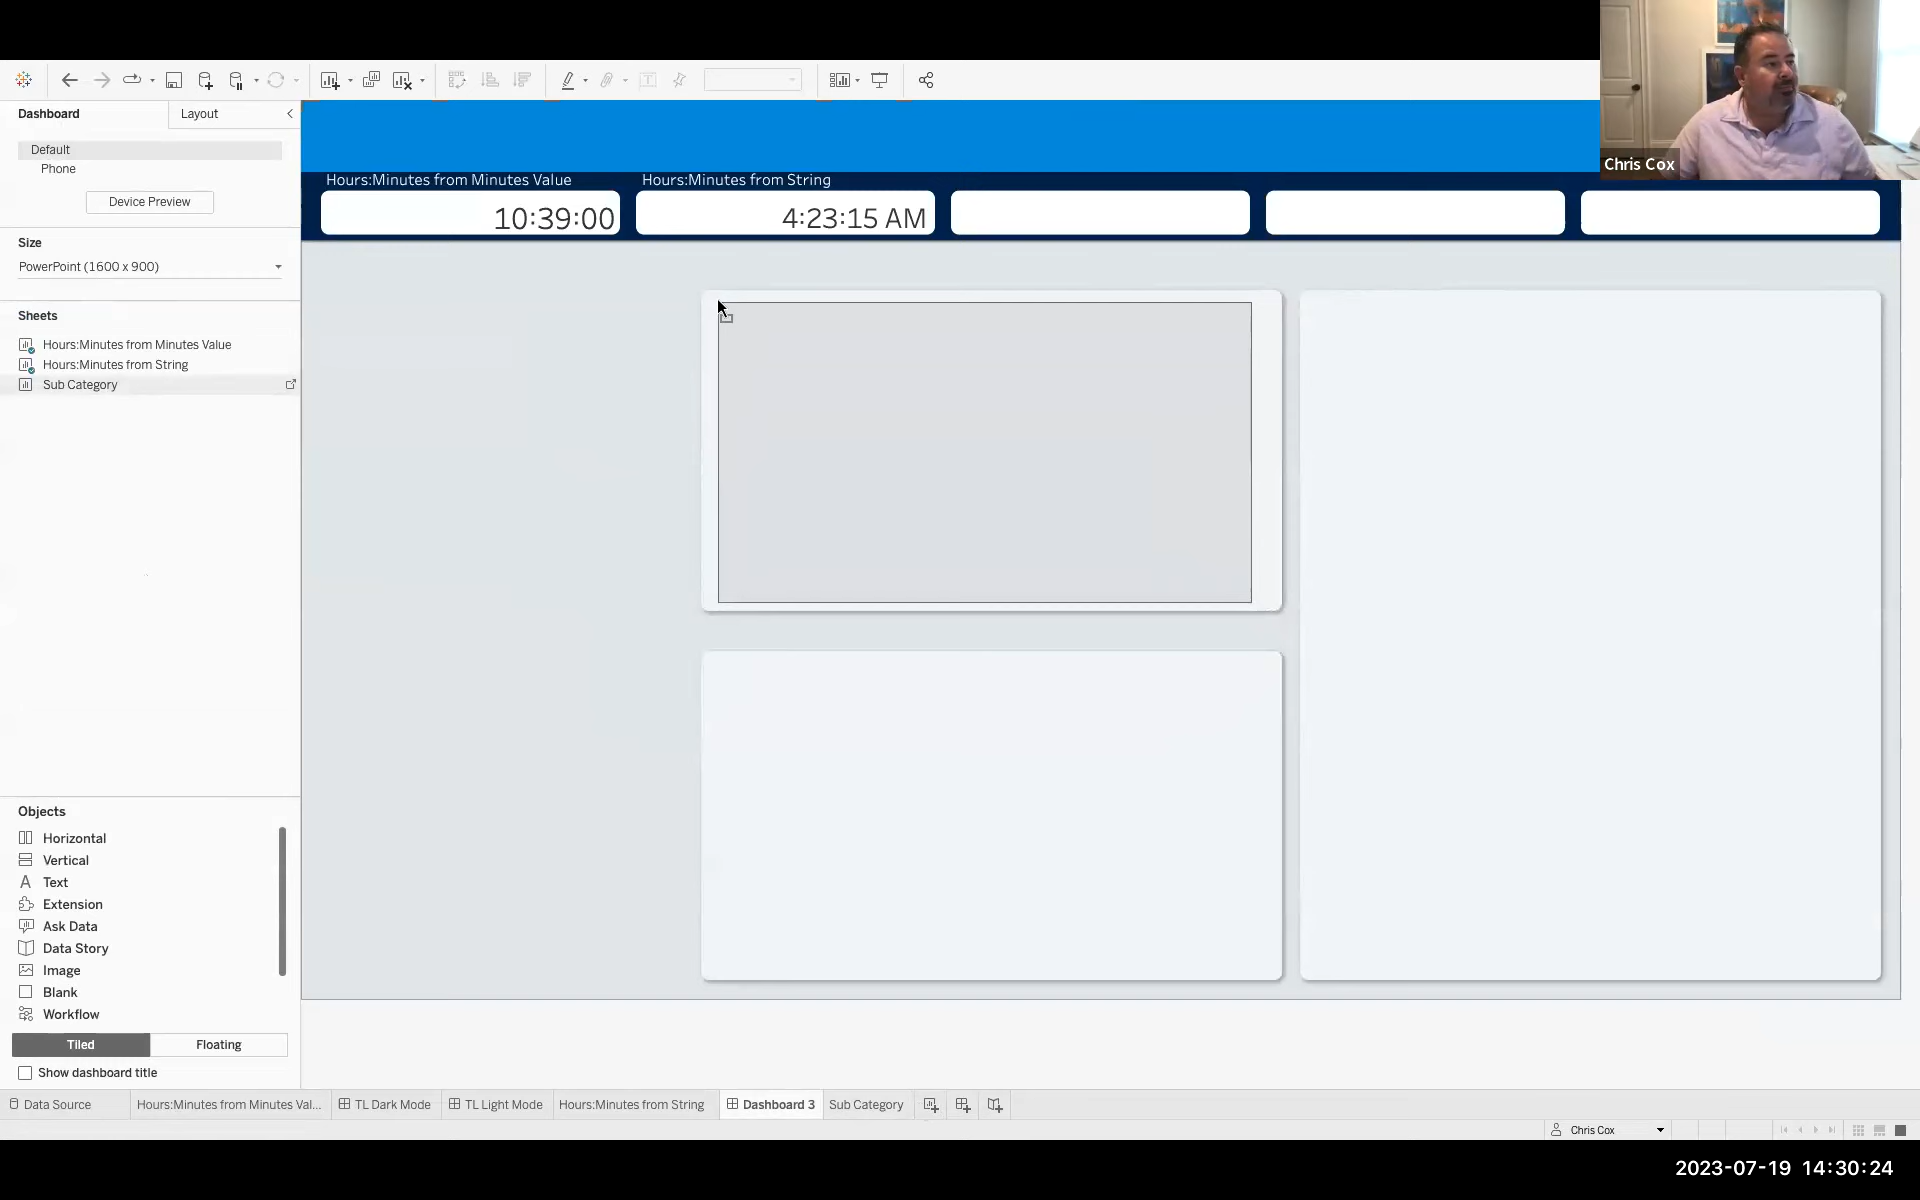 Chris Cox
Dashboard
Layout
Default
Phone
Device Preview
Size
PowerPoint (1600 x 900)
Sheets
Hours:Minutes from Minutes Value
Hours:Minutes from String
Sub Category
Hours:Minutes from Minutes Value
Hours:Minutes from String
10:39:00
4:23:15 AM
Objects
Horizontal
Vertical
Text
Extension
Ask Data
Data Story
Image
Blank
Workflow
Tiled
Floating
Show dashboard title
Data Source
Hours:Minutes from Minutes Val...
TL Dark Mode
TL Light Mode
Hours:Minutes from String
Dashboard 3
Sub Category
Chris Cox
2023-07-19 14:30:24